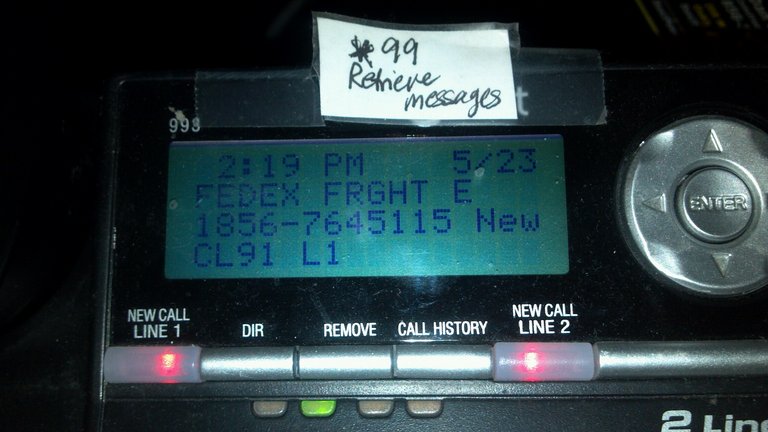 *99
Retrieve
messages
993
2:19 PM 5/23
FEDEX FRGHT E
1856-7645115 New
CL91 L1
ENTER
NEW CALL
LINE 1
DIR
REMOVE
CALL HISTORY
NEW CALL
LINE 2
2 Line